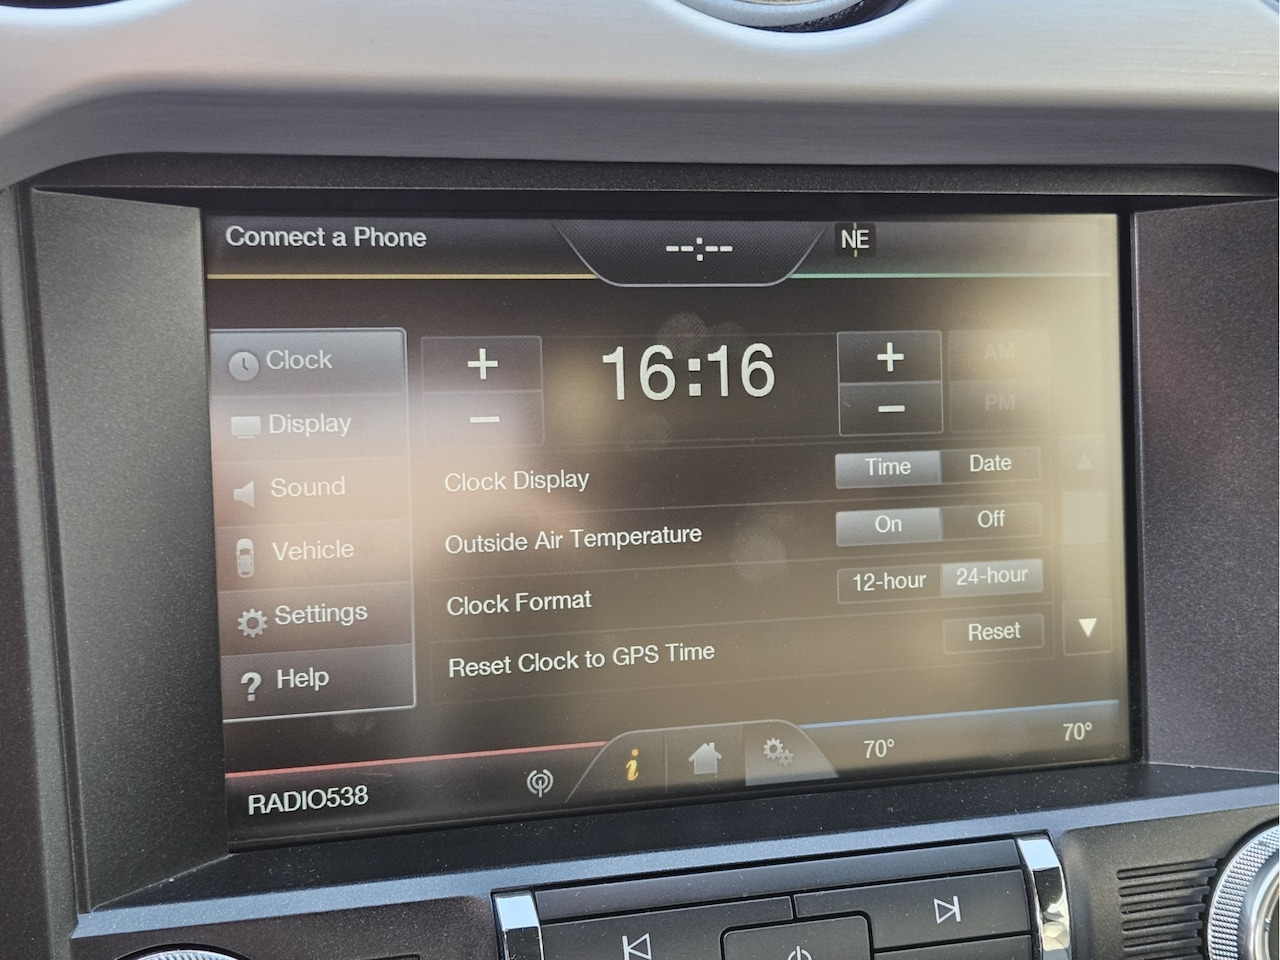 Connect a Phone
--:--
NE
Clock
16:16
AM
PM
Display
Sound
Clock Display
Time
Date
Vehicle
Outside Air Temperature
On
Off
Settings
Clock Format
12-hour
24-hour
Help
Reset Clock to GPS Time
Reset
RADIO538
i
70°
70°